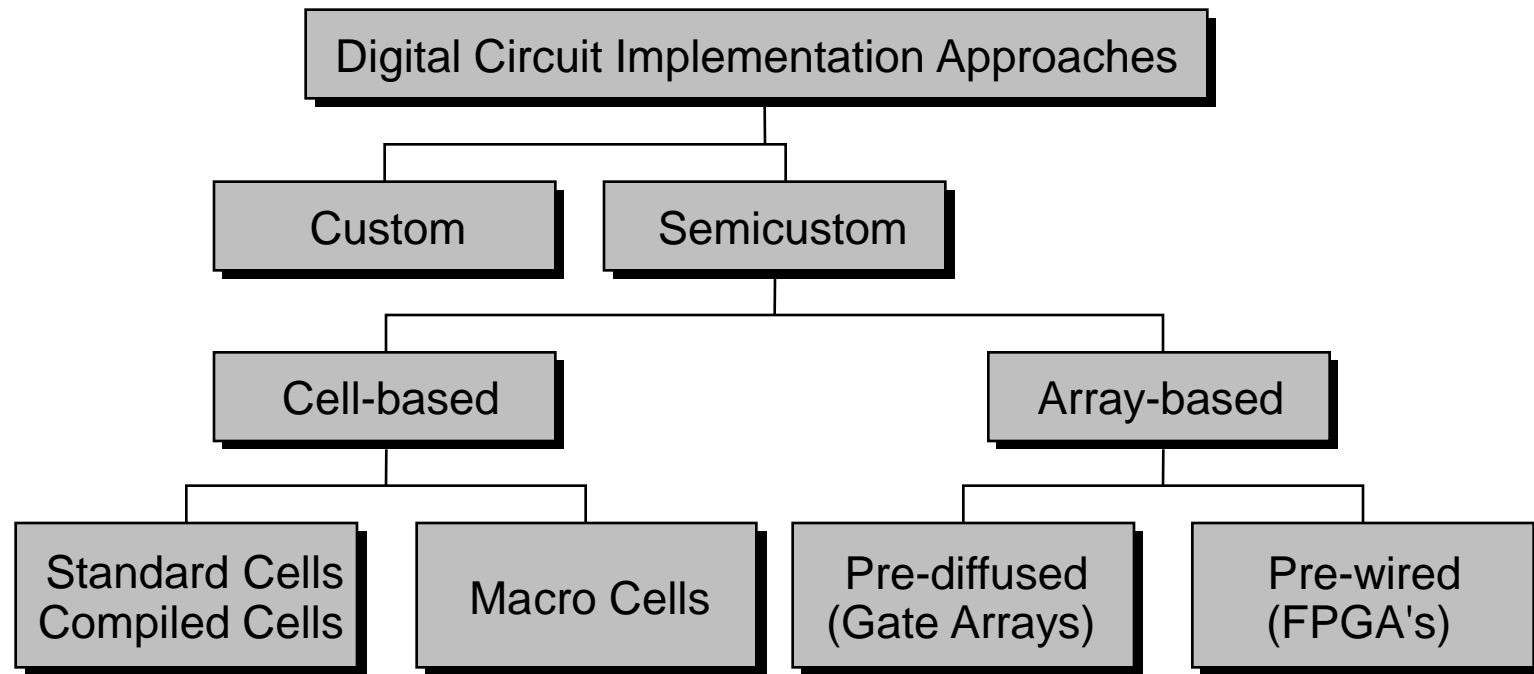 Digital Circuit Implementation Approaches
Custom
Semicustom
Cell-based
Array-based
Standard Cells
Compiled Cells
Macro Cells
Pre-diffused
(Gate Arrays)
Pre-wired
(FPGA's)